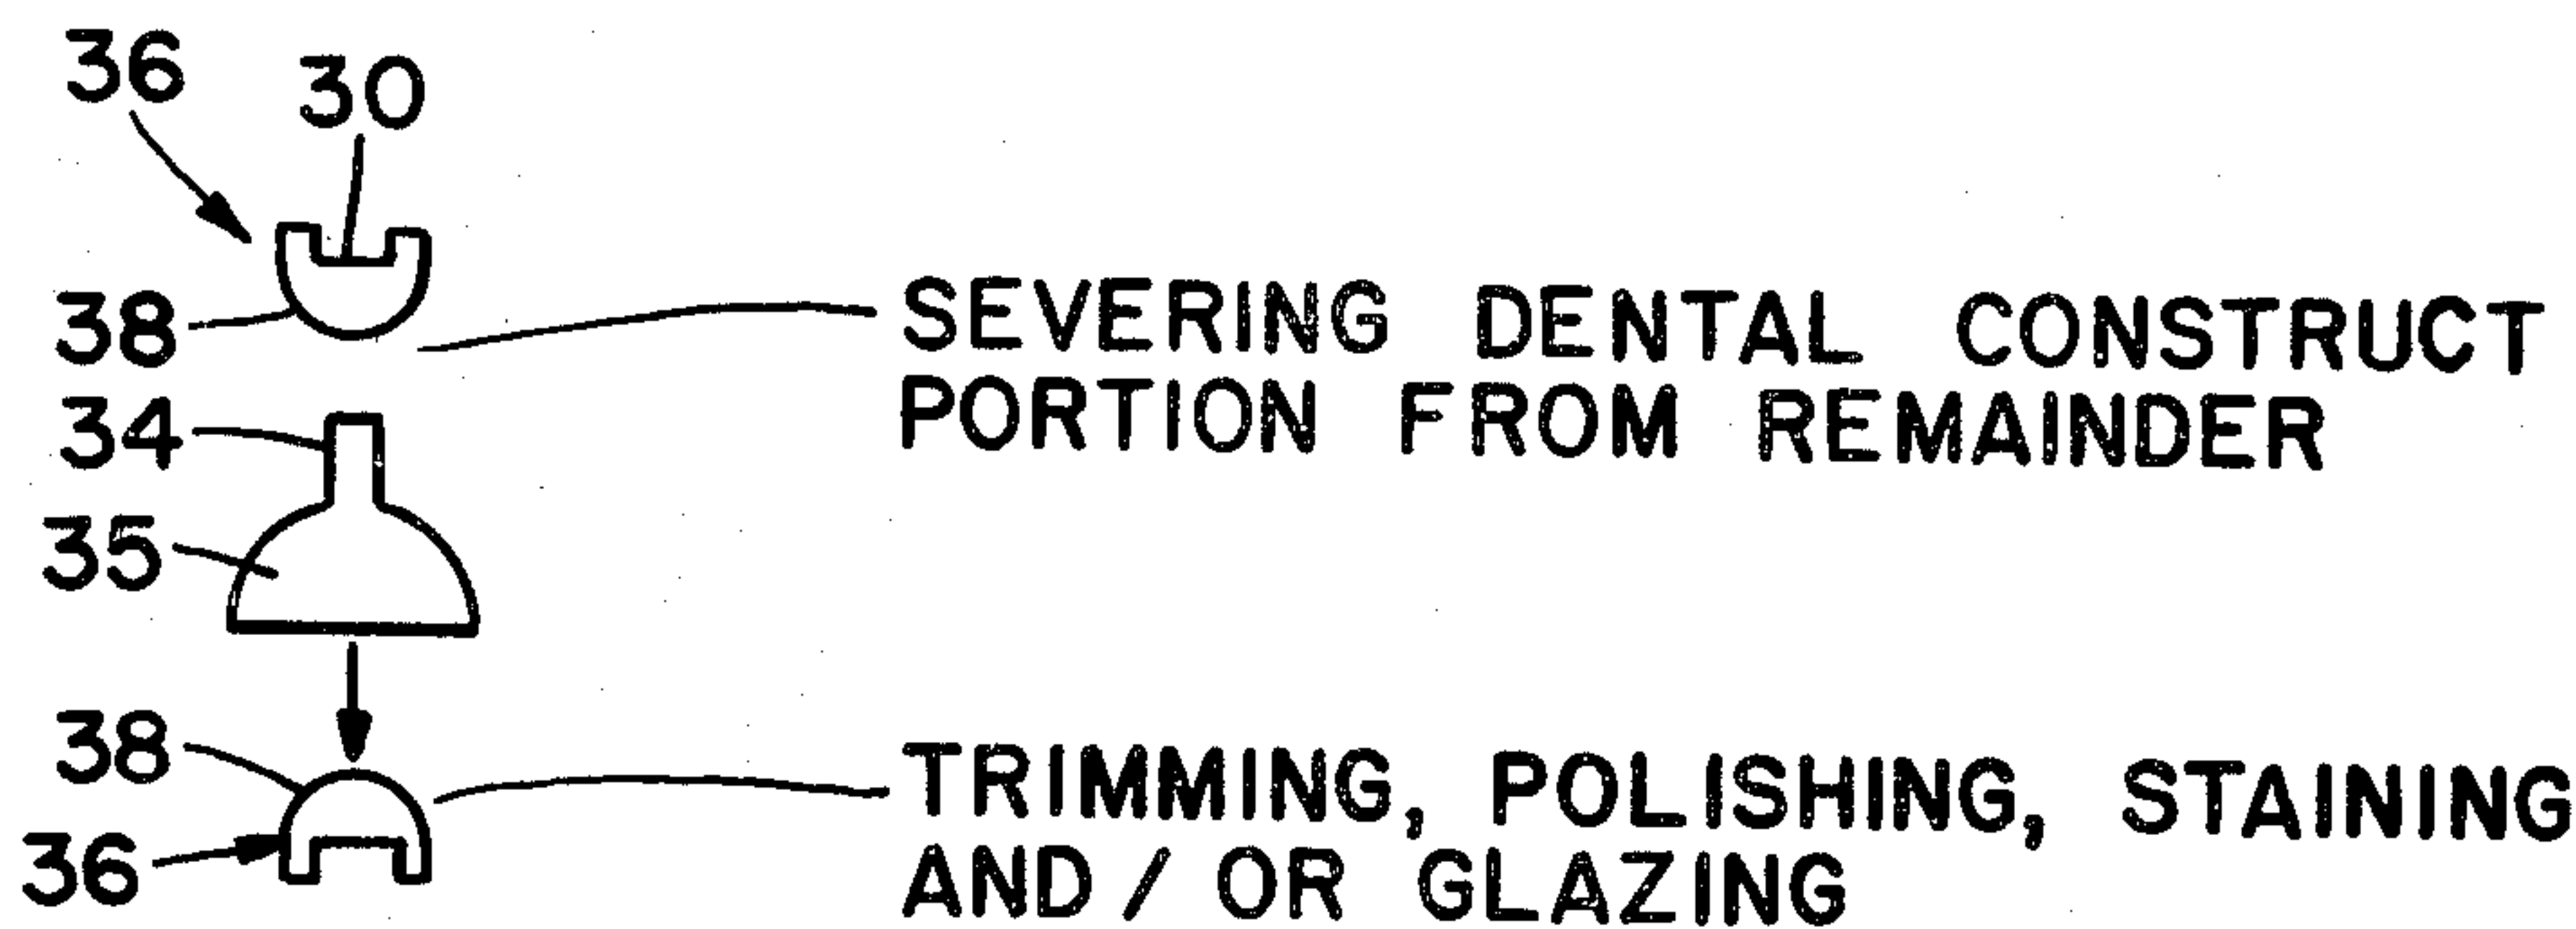 36
30
38
SEVERING DENTAL CONSTRUCT
PORTION FROM REMAINDER
34
35
38
TRIMMING, POLISHING, STAINING
AND / OR GLAZING
36